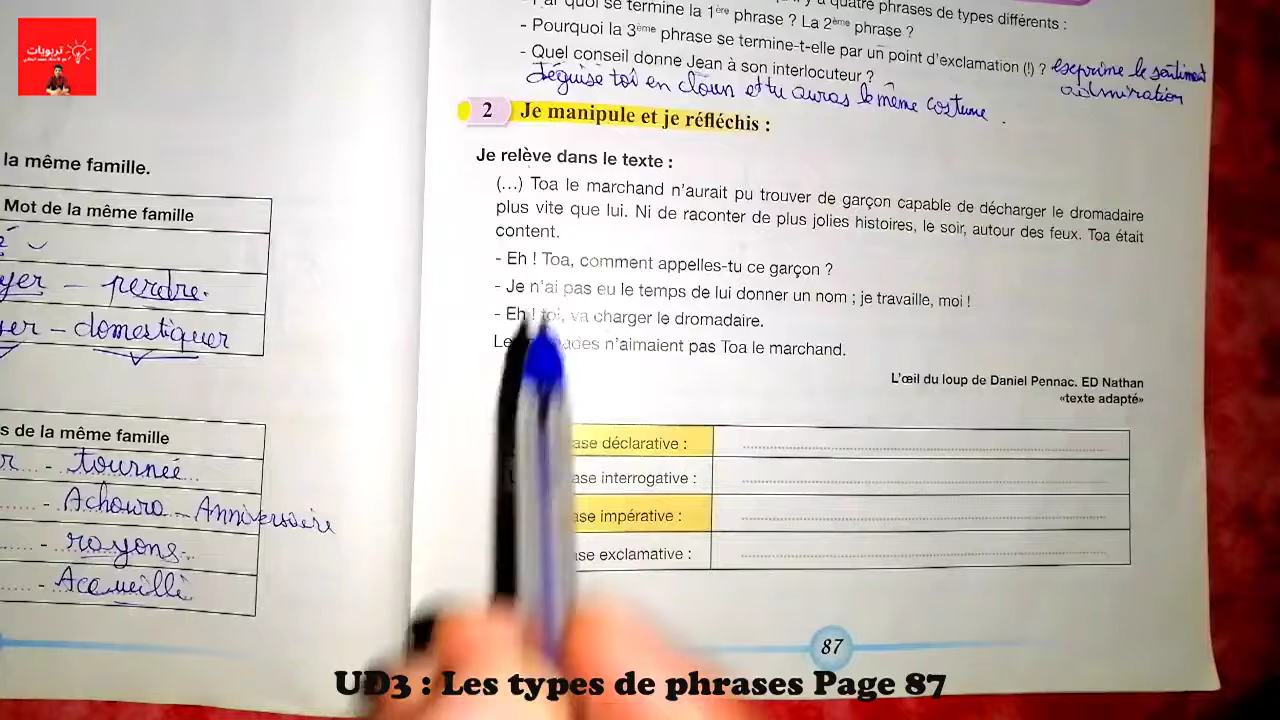 تربويات
la même famille.
Mot de la même famille
yer - perdre.
ser - domestiquer
s de la même famille
r ... - tournée
- Achoura - Anniversaire
- rayons
- Accueilli
quoi se termine la 1ère phrase ? La 2ème phrase ?
quatre phrases de types différents :
- Pourquoi la 3ème phrase se termine-t-elle par un point d'exclamation (!) ? exeprime le sentiment
admiration
- Quel conseil donne Jean à son interlocuteur ?
Déguise toi en cloun et tu auras le même costume .
2 Je manipule et je réfléchis :
Je relève dans le texte :
(...) Toa le marchand n'aurait pu trouver de garçon capable de décharger le dromadaire
plus vite que lui. Ni de raconter de plus jolies histoires, le soir, autour des feux. Toa était
content.
- Eh ! Toa, comment appelles-tu ce garçon ?
- Je n'ai pas eu le temps de lui donner un nom ; je travaille, moi !
- Eh ! toi, va charger le dromadaire.
n'aimaient pas Toa le marchand.
L'œil du loup de Daniel Pennac. ED Nathan
«texte adapté»
ase déclarative :
ase interrogative :
ase impérative :
ase exclamative :
87
UD3 : Les types de phrases Page 87